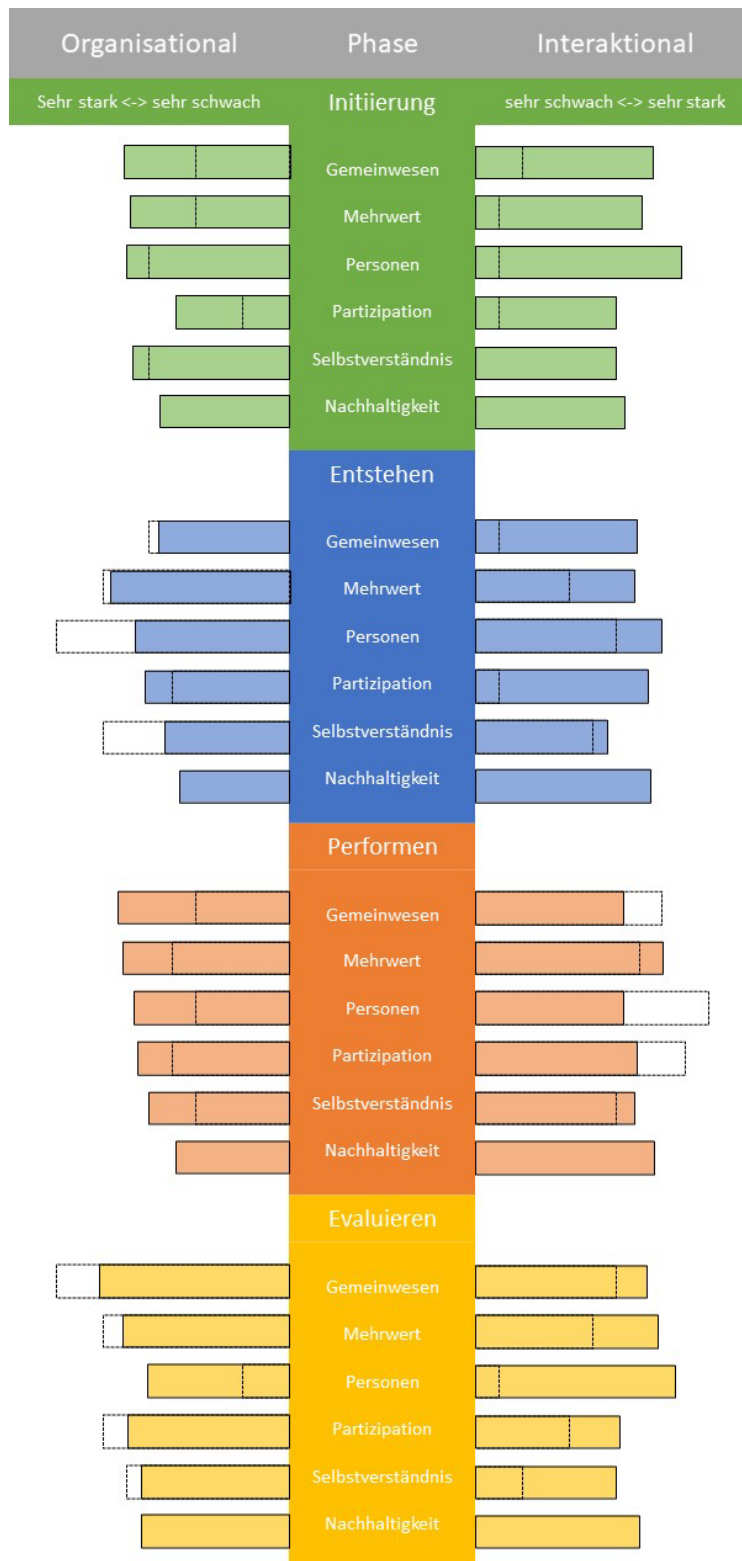 Organisational Phase Interaktional
Sehr stark <-> sehr schwach Initiierung sehr schwach <-> sehr stark
Gemeinwesen
Mehrwert
Personen
Partizipation
Selbstverständnis
Nachhaltigkeit
Entstehen
Gemeinwesen
Mehrwert
Personen
Partizipation
Selbstverständnis
Nachhaltigkeit
Performen
Gemeinwesen
Mehrwert
Personen
Partizipation
Selbstverständnis
Nachhaltigkeit
Evaluieren
Gemeinwesen
Mehrwert
Personen
Partizipation
Selbstverständnis
Nachhaltigkeit